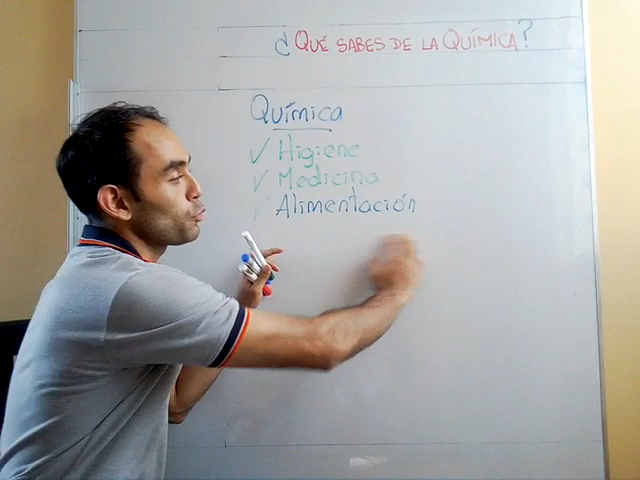 ¿QUÉ SABES DE LA QUÍMICA?
Química
✓ Higiene
✓ Medicina
✓ Alimentación